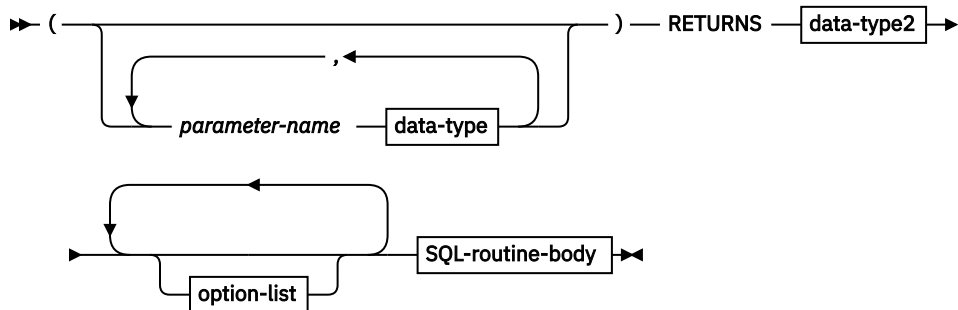 ( ) RETURNS data-type2
,
parameter-name data-type
SQL-routine-body
option-list